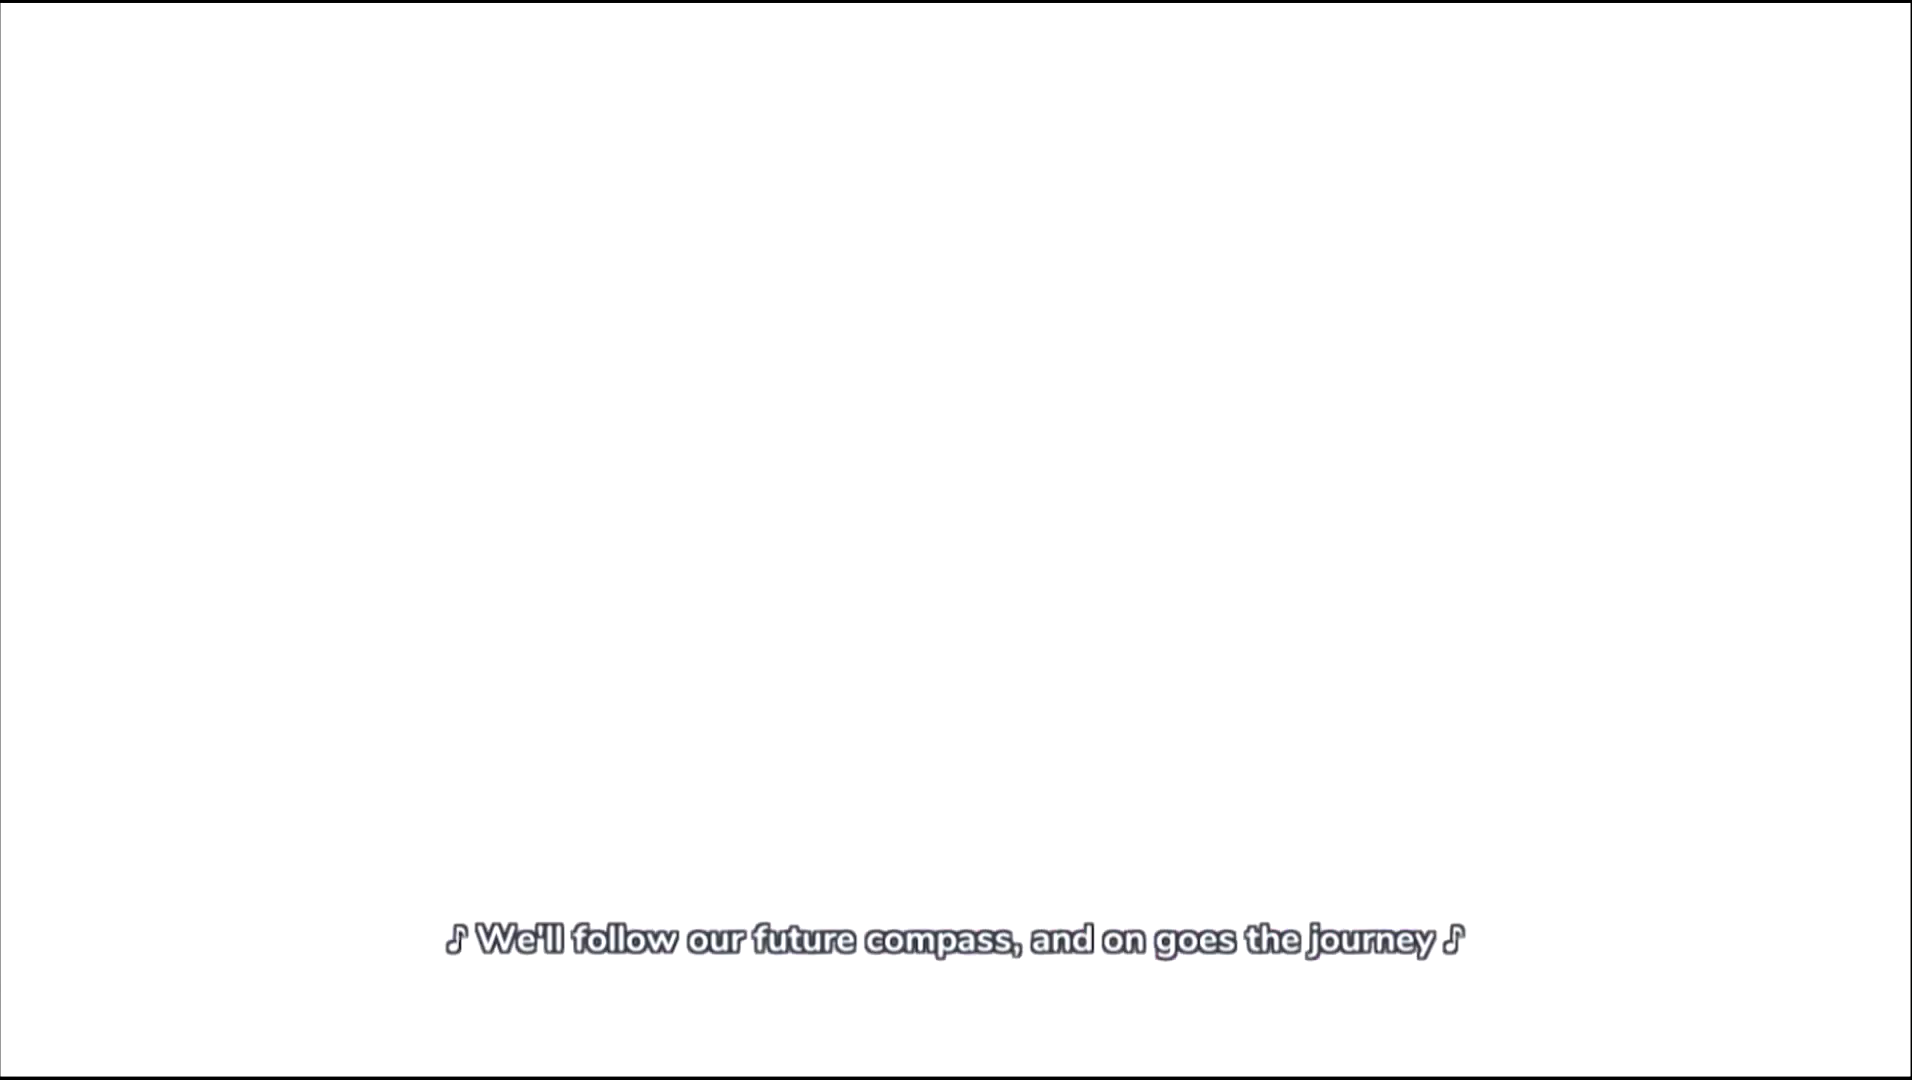 ♪ We'll follow our future compass, and on goes the journey ♪